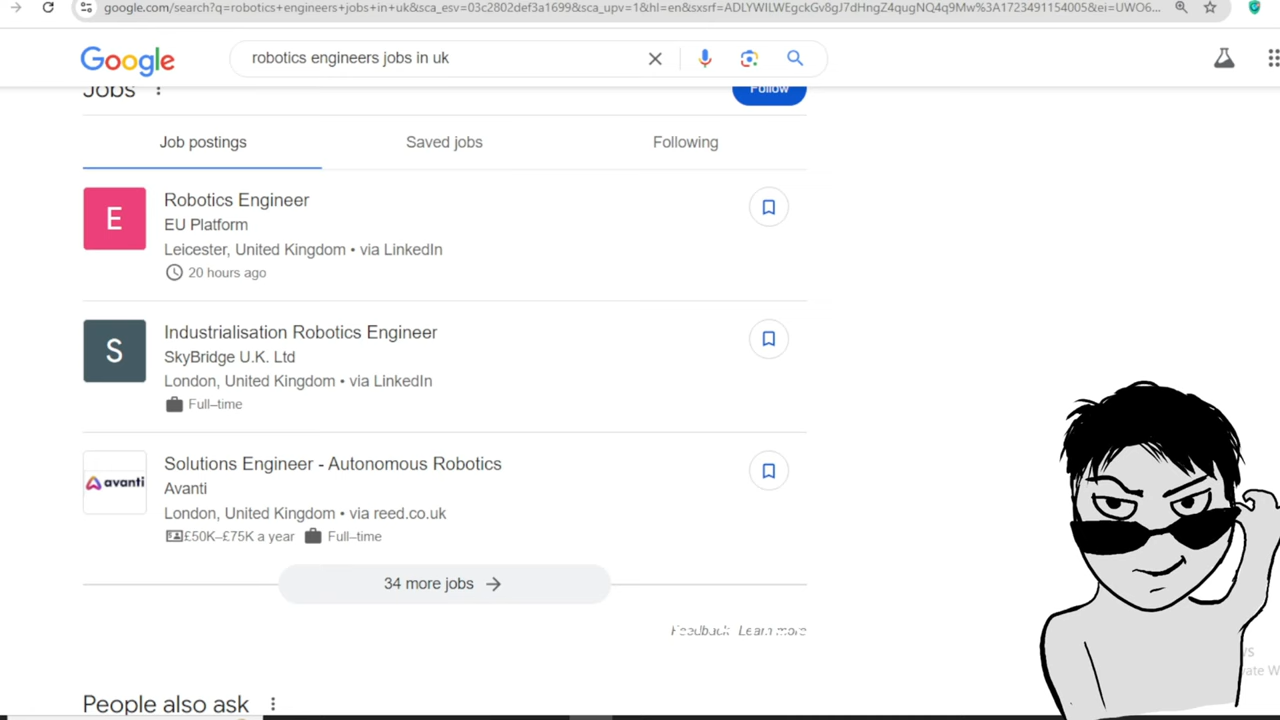 google.com/search?q=robotics+engineers+jobs+in+uk&sca_esv=03c2802def3a1699&sca_upv=1&hl=en&sxsrf=ADLYWILWEgckGv8gJ7dHngZ4qugNQ4q9Mw%3A1723491154005&ei=UWO6...
Google
robotics engineers jobs in uk
Jobs
Follow
Job postings
Saved jobs
Following
E
Robotics Engineer
EU Platform
Leicester, United Kingdom • via LinkedIn
20 hours ago
S
Industrialisation Robotics Engineer
SkyBridge U.K. Ltd
London, United Kingdom • via LinkedIn
Full–time
avanti
Solutions Engineer - Autonomous Robotics
Avanti
London, United Kingdom • via reed.co.uk
£50K–£75K a year
Full–time
34 more jobs
Feedback
Learn more
People also ask